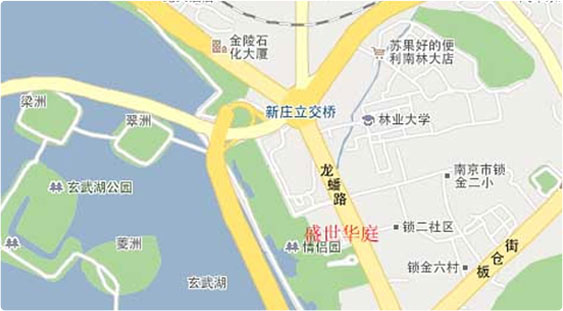 金陵石
化大厦
苏果好的便
利南林大店
梁洲
翠洲
新庄立交桥
林业大学
龙蟠路
南京市锁
金二小
玄武湖公园
盛世华庭
锁二社区
菱洲
情侣园
板仓街
玄武湖
锁金六村